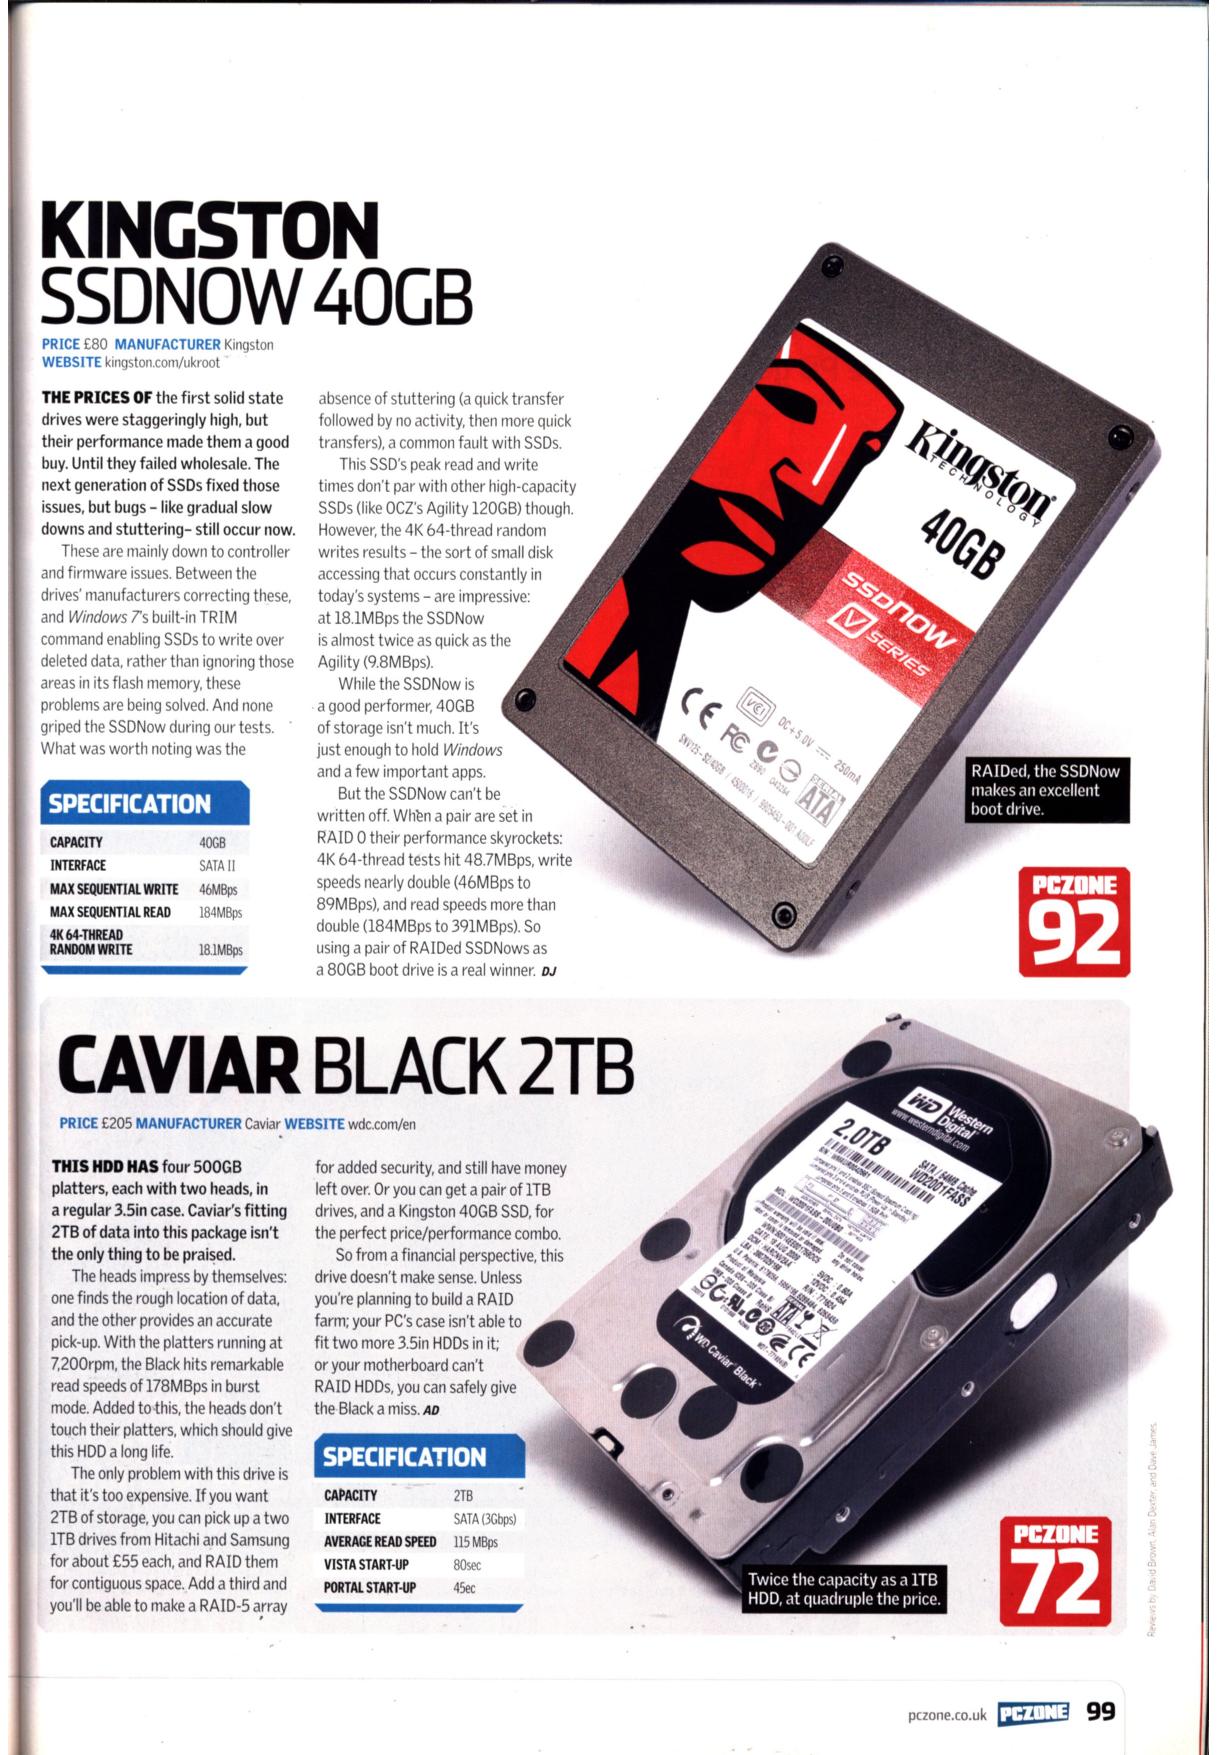 KINGSTON
SSDNOW 40GB
PRICE £80 MANUFACTURER Kingston
WEBSITE kingston.com/ukroot
THE PRICES OF the first solid state
drives were staggeringly high, but
their performance made them a good
buy. Until they failed wholesale. The
next generation of SSDs fixed those
issues, but bugs – like gradual slow
downs and stuttering– still occur now.
These are mainly down to controller
and firmware issues. Between the
drives' manufacturers correcting these,
and Windows 7's built-in TRIM
command enabling SSDs to write over
deleted data, rather than ignoring those
areas in its flash memory, these
problems are being solved. And none
griped the SSDNow during our tests.
What was worth noting was the
absence of stuttering (a quick transfer
followed by no activity, then more quick
transfers), a common fault with SSDs.
This SSD's peak read and write
times don't par with other high-capacity
SSDs (like OCZ's Agility 120GB) though.
However, the 4K 64-thread random
writes results – the sort of small disk
accessing that occurs constantly in
today's systems – are impressive:
at 18.1MBps the SSDNow
is almost twice as quick as the
Agility (9.8MBps).
While the SSDNow is
a good performer, 40GB
of storage isn't much. It's
just enough to hold Windows
and a few important apps.
But the SSDNow can't be
written off. When a pair are set in
RAID 0 their performance skyrockets:
4K 64-thread tests hit 48.7MBps, write
speeds nearly double (46MBps to
89MBps), and read speeds more than
double (184MBps to 391MBps). So
using a pair of RAIDed SSDNows as
a 80GB boot drive is a real winner. DJ
SPECIFICATION
CAPACITY 40GB
INTERFACE SATA II
MAX SEQUENTIAL WRITE 46MBps
MAX SEQUENTIAL READ 184MBps
4K 64-THREAD
RANDOM WRITE 18.1MBps
Kingston
TECHNOLOGY
40GB
SSDNOW
V SERIES
CE VCI DC +5.0V 250mA
FC
SERIAL
ATA
RAIDed, the SSDNow
makes an excellent
boot drive.
PCZONE
92
CAVIAR BLACK 2TB
PRICE £205 MANUFACTURER Caviar WEBSITE wdc.com/en
THIS HDD HAS four 500GB
platters, each with two heads, in
a regular 3.5in case. Caviar's fitting
2TB of data into this package isn't
the only thing to be praised.
The heads impress by themselves:
one finds the rough location of data,
and the other provides an accurate
pick-up. With the platters running at
7,200rpm, the Black hits remarkable
read speeds of 178MBps in burst
mode. Added to this, the heads don't
touch their platters, which should give
this HDD a long life.
The only problem with this drive is
that it's too expensive. If you want
2TB of storage, you can pick up a two
1TB drives from Hitachi and Samsung
for about £55 each, and RAID them
for contiguous space. Add a third and
you'll be able to make a RAID-5 array
for added security, and still have money
left over. Or you can get a pair of 1TB
drives, and a Kingston 40GB SSD, for
the perfect price/performance combo.
So from a financial perspective, this
drive doesn't make sense. Unless
you're planning to build a RAID
farm; your PC's case isn't able to
fit two more 3.5in HDDs in it;
or your motherboard can't
RAID HDDs, you can safely give
the Black a miss. AD
SPECIFICATION
CAPACITY 2TB
INTERFACE SATA (3Gbps)
AVERAGE READ SPEED 115 MBps
VISTA START-UP 80sec
PORTAL START-UP 45ec
WD Western
Digital
www.westerndigital.com
2.0TB
SATA / 64MB Cache
WD2001FASS
WD Caviar Black
Twice the capacity as a 1TB
HDD, at quadruple the price.
PCZONE
72
Reviews by David Brown, Alan Dexter, and Dave James.
pczone.co.uk PCZONE 99